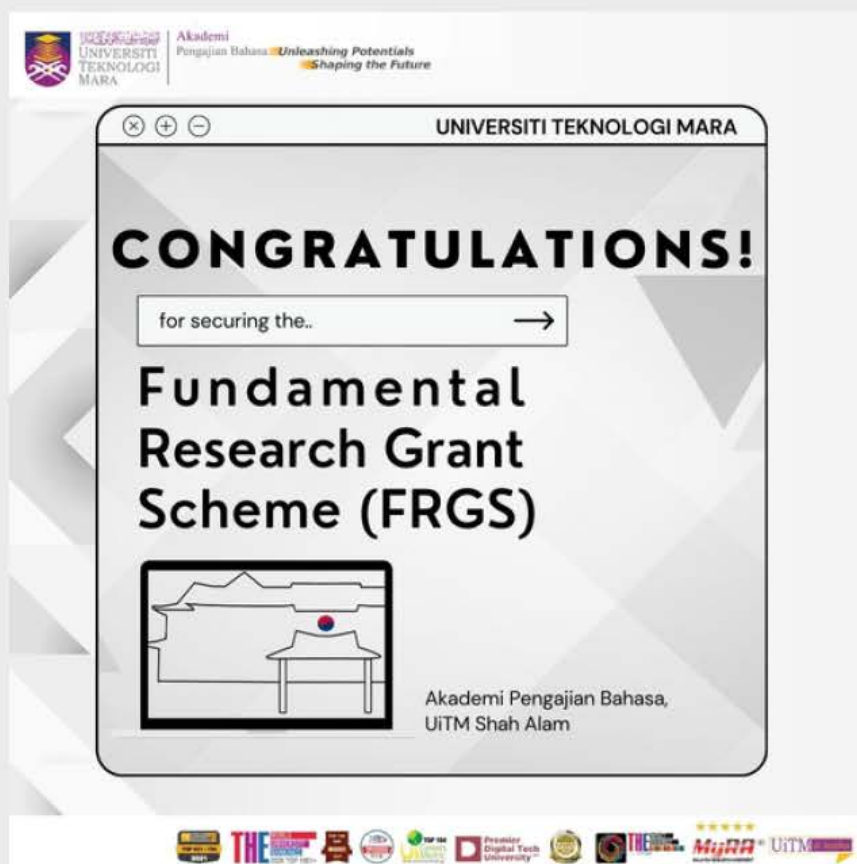 UNIVERSITI
TEKNOLOGI
MARA
Akademi
Pengajian Bahasa
Unleashing Potentials
Shaping the Future
UNIVERSITI TEKNOLOGI MARA
CONGRATULATIONS!
for securing the..
Fundamental
Research Grant
Scheme (FRGS)
Akademi Pengajian Bahasa,
UiTM Shah Alam
THE
Premier
Digital Tech
University
THE
MyRA
UiTM